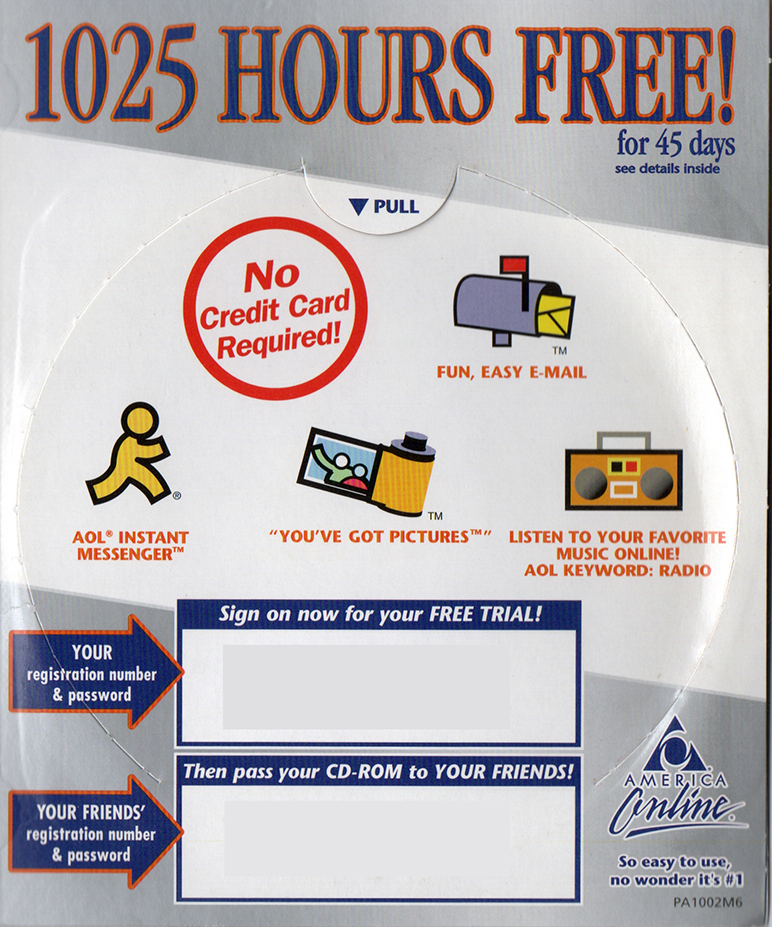 1025 HOURS FREE!
for 45 days
see details inside
▼ PULL
No
Credit Card
Required!
TM
FUN, EASY E-MAIL
®
AOL® INSTANT
MESSENGER™
TM
"YOU'VE GOT PICTURES™"
LISTEN TO YOUR FAVORITE
MUSIC ONLINE!
AOL KEYWORD: RADIO
Sign on now for your FREE TRIAL!
YOUR
registration number
& password
Then pass your CD-ROM to YOUR FRIENDS!
YOUR FRIENDS'
registration number
& password
AMERICA
Online.
So easy to use,
no wonder it's #1
PA1002M6